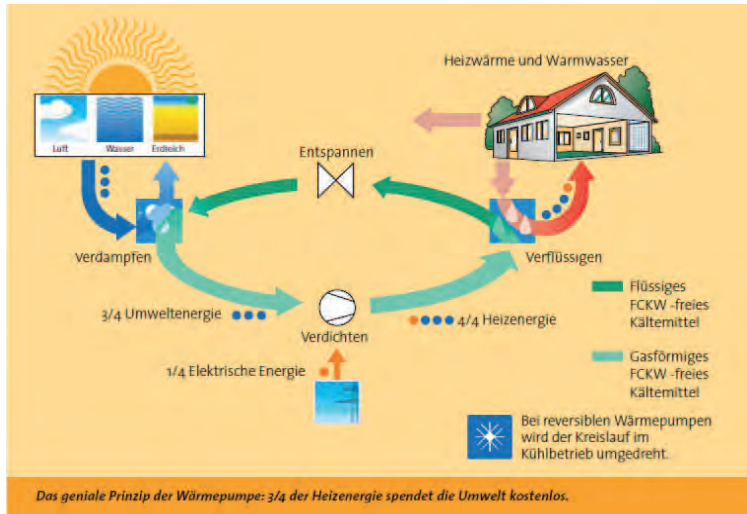 Heizwärme und Warmwasser
Luft Wasser Erdreich
Entspannen
Verdampfen
Verflüssigen
3/4 Umweltenergie
Verdichten
4/4 Heizenergie
1/4 Elektrische Energie
Flüssiges
FCKW -freies
Kältemittel
Gasförmiges
FCKW -freies
Kältemittel
Bei reversiblen Wärmepumpen
wird der Kreislauf im
Kühlbetrieb umgedreht.
Das geniale Prinzip der Wärmepumpe: 3/4 der Heizenergie spendet die Umwelt kostenlos.